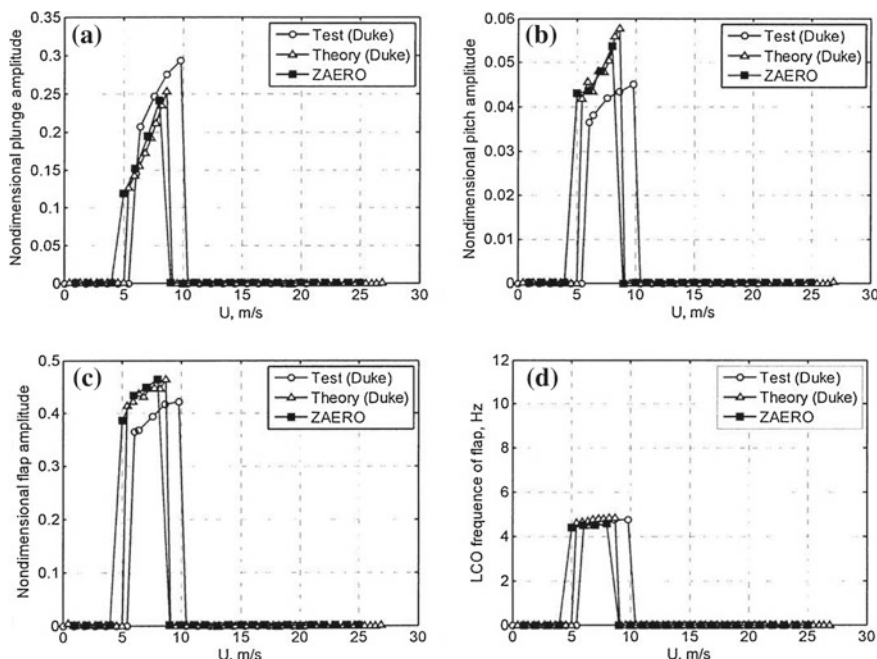 (a)
Test (Duke)
Theory (Duke)
ZAERO
Nondimensional plunge amplitude
0.35
0.3
0.25
0.2
0.15
0.1
0.05
0
0 5 10 15 20 25 30
U, m/s
(b)
Test (Duke)
Theory (Duke)
ZAERO
Nondimensional pitch amplitude
0.06
0.05
0.04
0.03
0.02
0.01
0.00
0 5 10 15 20 25 30
U, m/s
(c)
Test (Duke)
Theory (Duke)
ZAERO
Nondimensional flap amplitude
0.5
0.4
0.3
0.2
0.1
0
0 5 10 15 20 25 30
U, m/s
(d)
Test (Duke)
Theory (Duke)
ZAERO
LCO frequence of flap, Hz
12
10
8
6
4
2
0
0 5 10 15 20 25 30
U, m/s